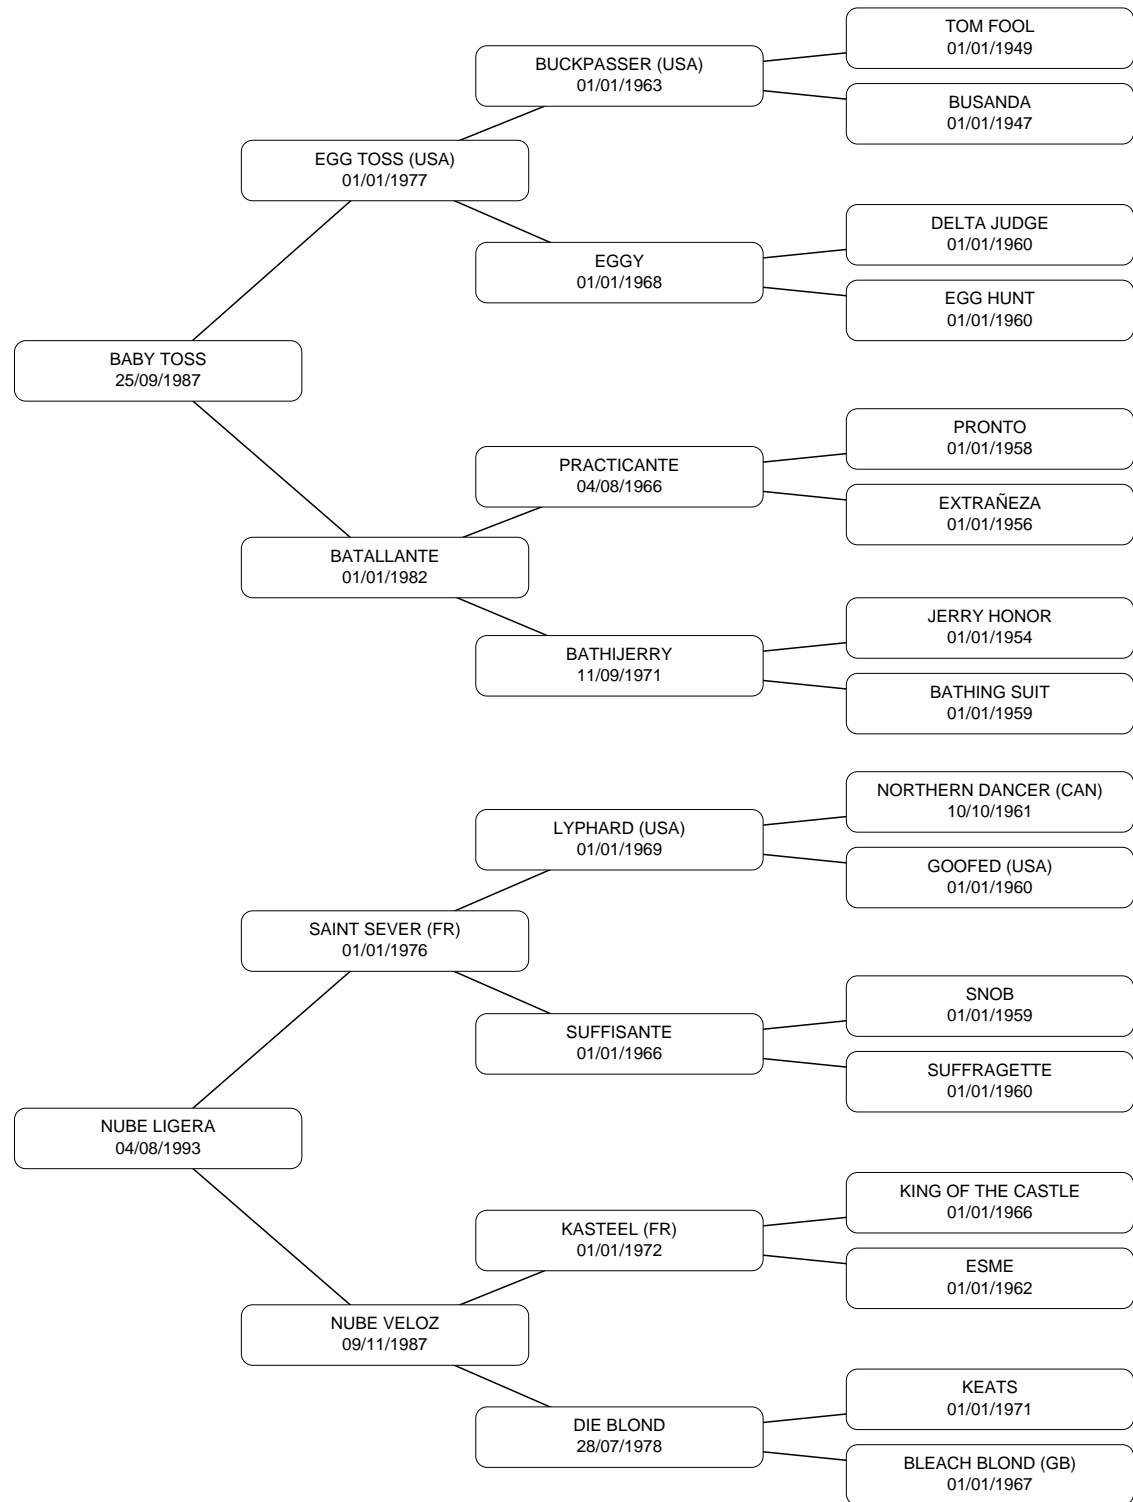 TOM FOOL
01/01/1949
BUCKPASSER (USA)
01/01/1963
BUSANDA
01/01/1947
EGG TOSS (USA)
01/01/1977
DELTA JUDGE
01/01/1960
EGGY
01/01/1968
EGG HUNT
01/01/1960
BABY TOSS
25/09/1987
PRONTO
01/01/1958
PRACTICANTE
04/08/1966
EXTRAÑEZA
01/01/1956
BATALLANTE
01/01/1982
JERRY HONOR
01/01/1954
BATHIJERRY
11/09/1971
BATHING SUIT
01/01/1959
NORTHERN DANCER (CAN)
10/10/1961
LYPHARD (USA)
01/01/1969
GOOFED (USA)
01/01/1960
SAINT SEVER (FR)
01/01/1976
SNOB
01/01/1959
SUFFISANTE
01/01/1966
SUFFRAGETTE
01/01/1960
NUBE LIGERA
04/08/1993
KING OF THE CASTLE
01/01/1966
KASTEEL (FR)
01/01/1972
ESME
01/01/1962
NUBE VELOZ
09/11/1987
KEATS
01/01/1971
DIE BLOND
28/07/1978
BLEACH BLOND (GB)
01/01/1967